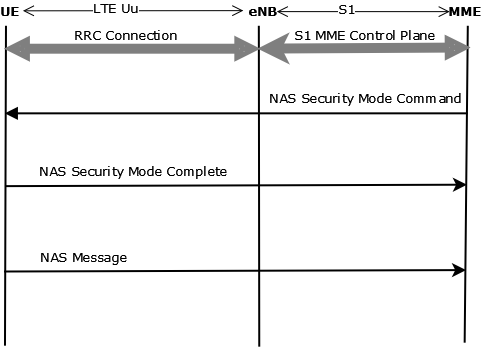 UE LTE Uu eNB S1 MME
RRC Connection S1 MME Control Plane
NAS Security Mode Command
NAS Security Mode Complete
NAS Message